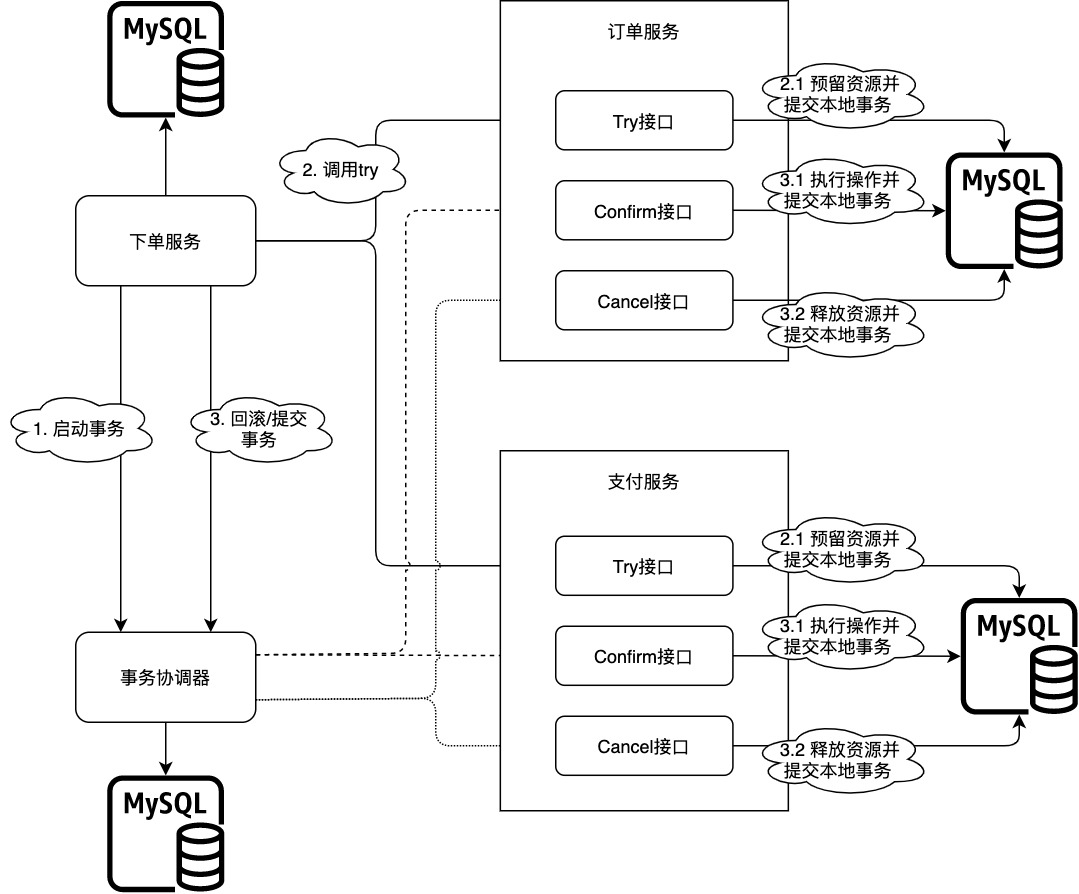 MySQL
订单服务
2.1 预留资源并
提交本地事务
Try接口
2. 调用try
3.1 执行操作并
提交本地事务
MySQL
Confirm接口
下单服务
Cancel接口
3.2 释放资源并
提交本地事务
1. 启动事务
3. 回滚/提交
事务
支付服务
2.1 预留资源并
提交本地事务
Try接口
3.1 执行操作并
提交本地事务
MySQL
Confirm接口
事务协调器
Cancel接口
3.2 释放资源并
提交本地事务
MySQL